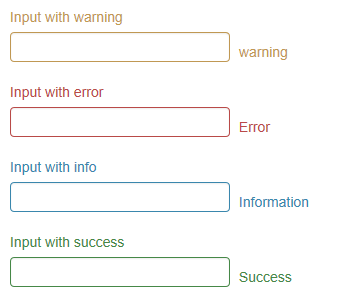 Input with warning
warning
Input with error
Error
Input with info
Information
Input with success
Success